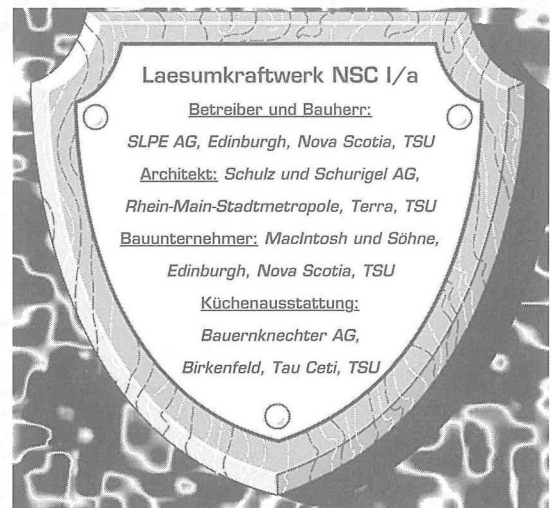 Laesumkraftwerk NSC I/a
Betreiber und Bauherr:
SLPE AG, Edinburgh, Nova Scotia, TSU
Architekt: Schulz und Schurigel AG,
Rhein-Main-Stadtmetropole, Terra, TSU
Bauunternehmer: MacIntosh und Söhne,
Edinburgh, Nova Scotia, TSU
Küchenausstattung:
Bauernknechter AG,
Birkenfeld, Tau Ceti, TSU